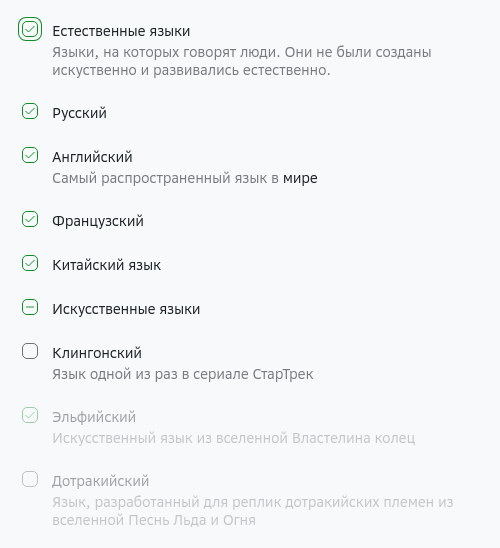 Естественные языки
Языки, на которых говорят люди. Они не были созданы
искуственно и развивались естественно.
Русский
Английский
Самый распространенный язык в мире
Французский
Китайский язык
Искусственные языки
Клингонский
Язык одной из раз в сериале СтарТрек
Эльфийский
Искусственный язык из вселенной Властелина колец
Дотракийский
Язык, разработанный для реплик дотракийских племен из
вселенной Песнь Льда и Огня